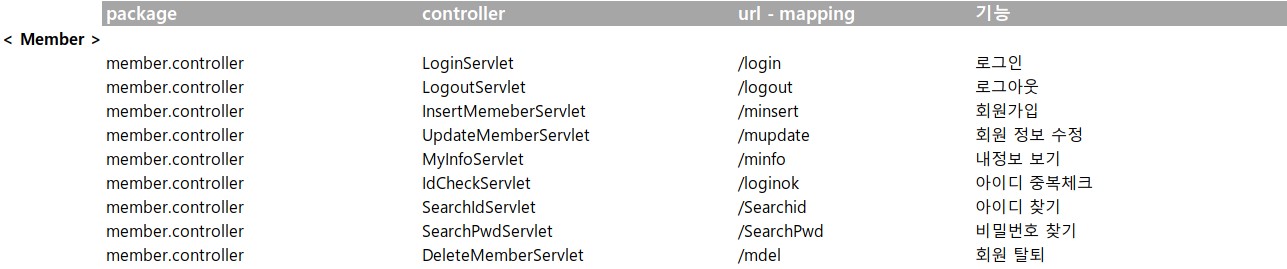 package controller url - mapping 기능
< Member >
member.controller LoginServlet /login 로그인
member.controller LogoutServlet /logout 로그아웃
member.controller InsertMemeberServlet /minsert 회원가입
member.controller UpdateMemberServlet /mupdate 회원 정보 수정
member.controller MyInfoServlet /minfo 내정보 보기
member.controller IdCheckServlet /loginok 아이디 중복체크
member.controller SearchIdServlet /Searchid 아이디 찾기
member.controller SearchPwdServlet /SearchPwd 비밀번호 찾기
member.controller DeleteMemberServlet /mdel 회원 탈퇴